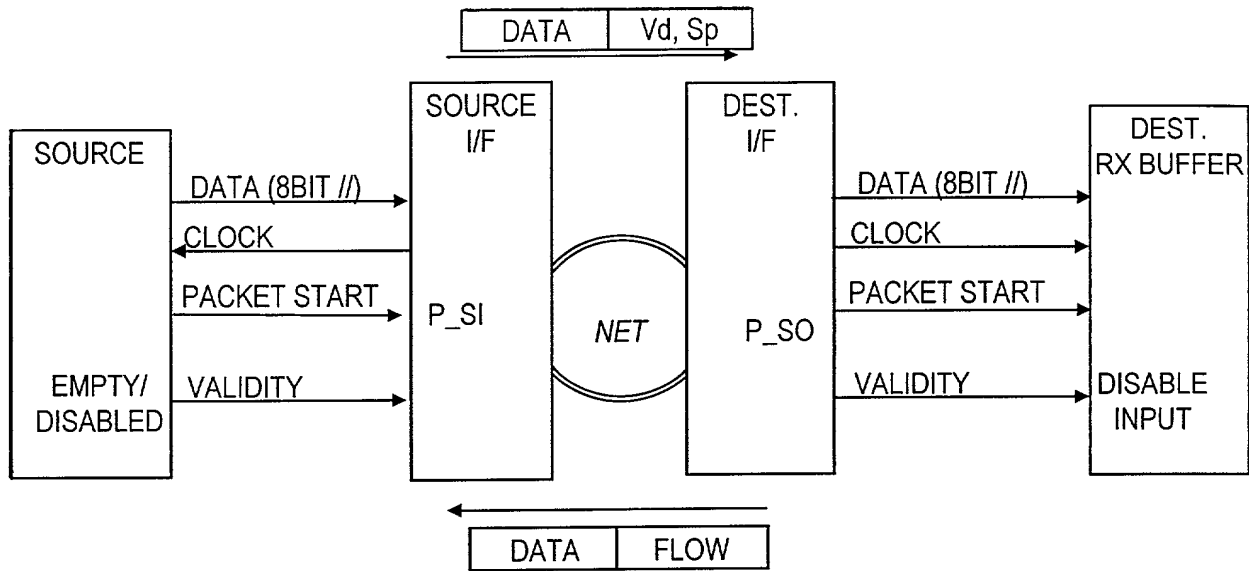 DATA Vd, Sp
SOURCE
EMPTY/
DISABLED
DATA (8BIT //)
CLOCK
PACKET START
VALIDITY
SOURCE
I/F
P_SI
NET
DEST.
I/F
P_SO
DATA (8BIT //)
CLOCK
PACKET START
VALIDITY
DEST.
RX BUFFER
DISABLE
INPUT
DATA FLOW